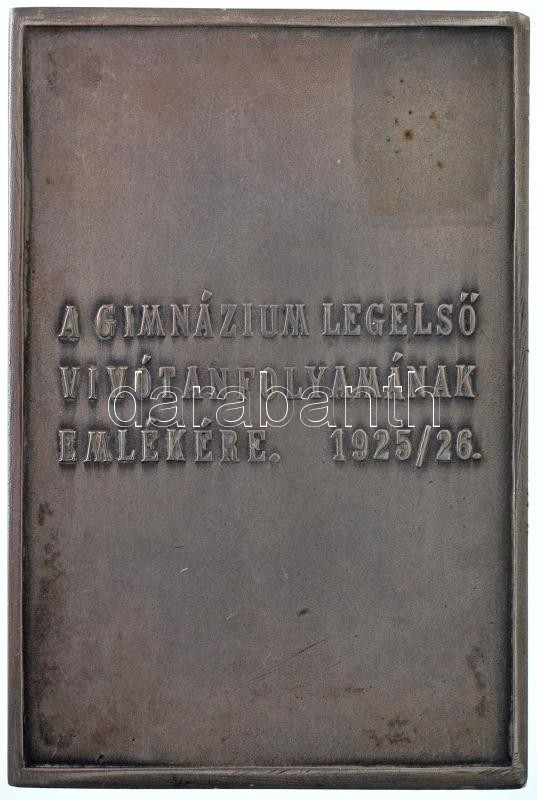 A GIMNÁZIUM LEGELSŐ
VIVÓTANFOLYAMÁNAK
darabanth
EMLÉKÉRE. 1925/26.